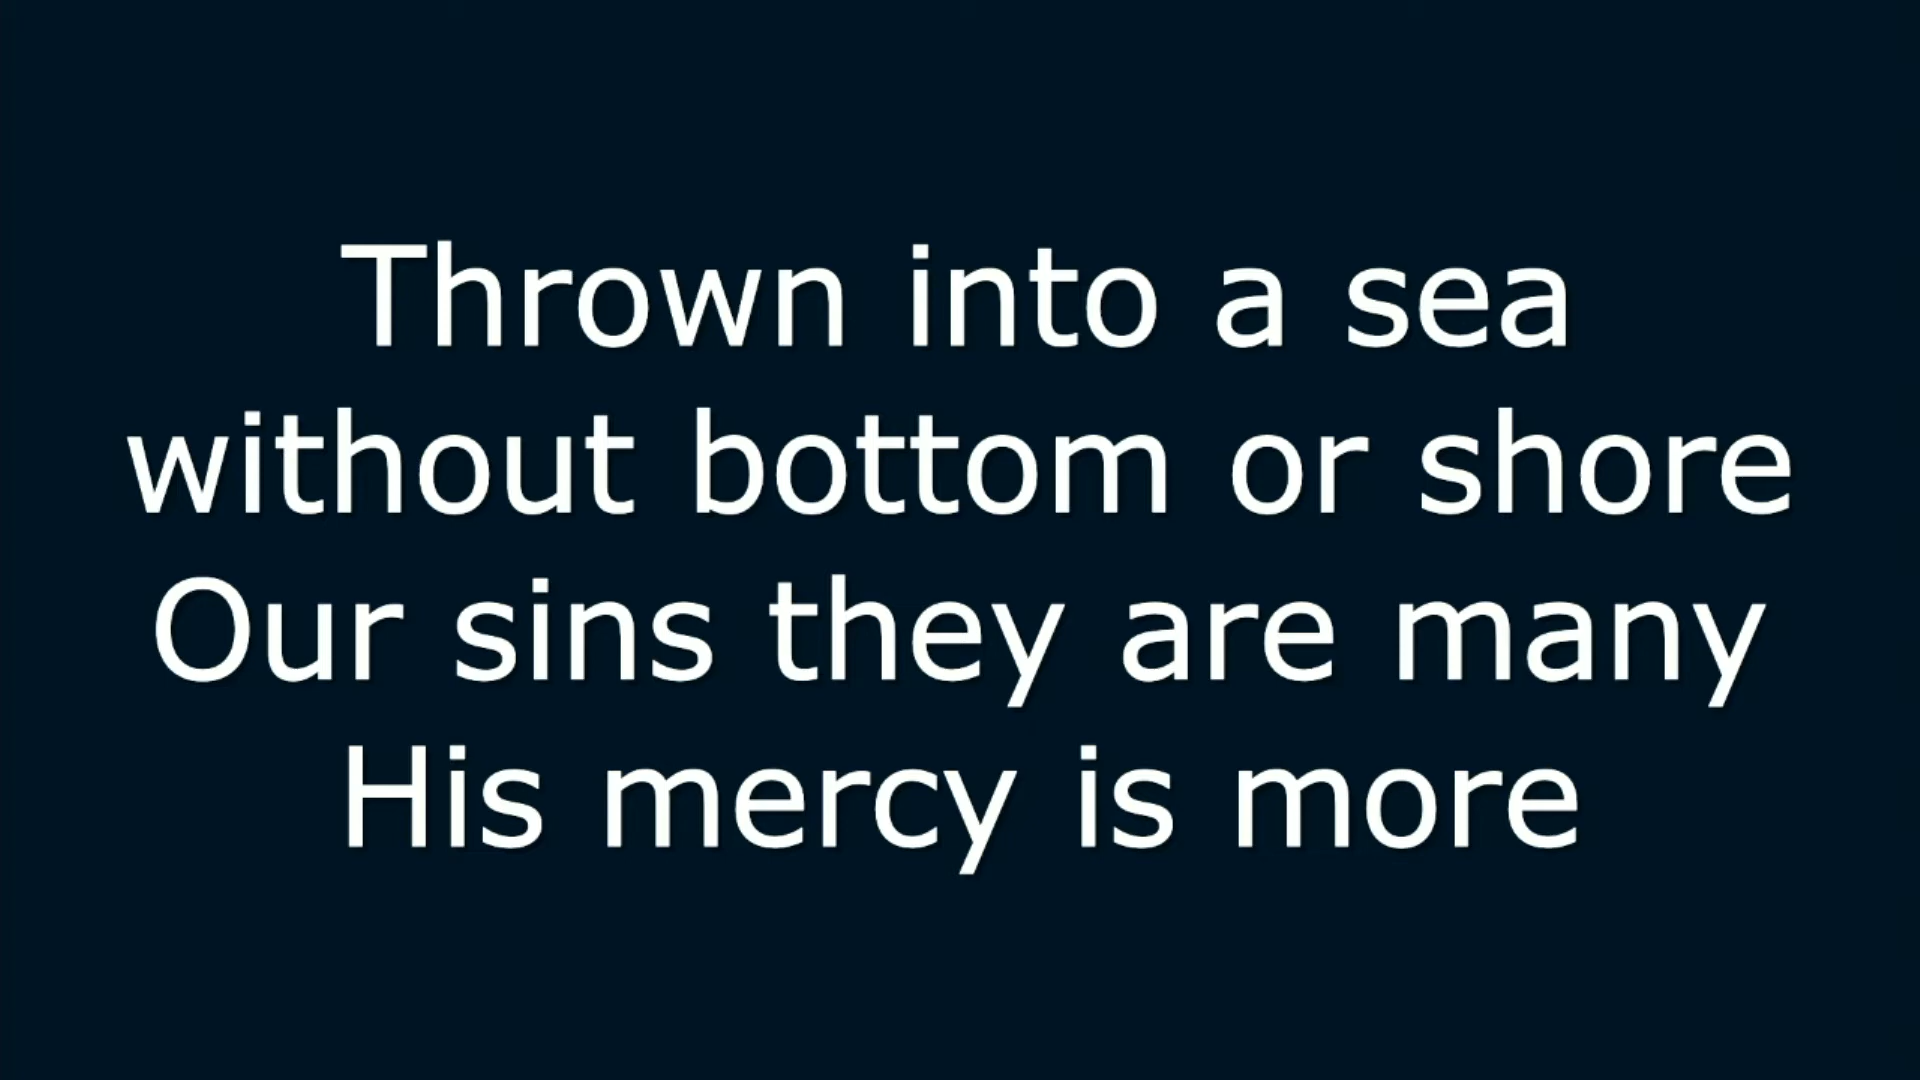 Thrown into a sea
without bottom or shore
Our sins they are many
His mercy is more